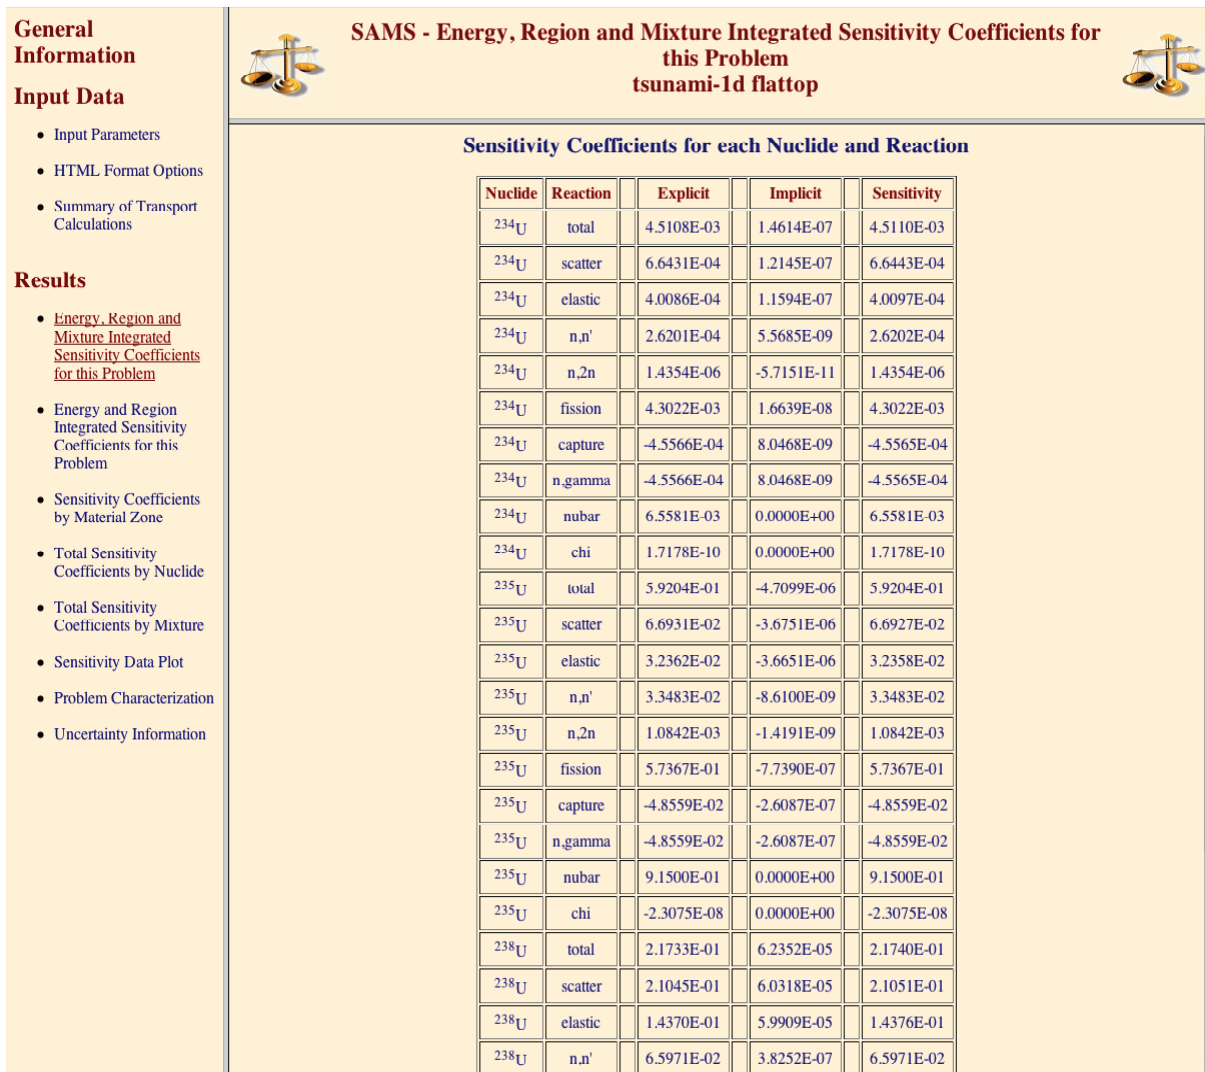 General
Information
Input Data
Input Parameters
HTML Format Options
Summary of Transport
Calculations
Results
Energy, Region and
Mixture Integrated
Sensitivity Coefficients
for this Problem
Energy and Region
Integrated Sensitivity
Coefficients for this
Problem
Sensitivity Coefficients
by Material Zone
Total Sensitivity
Coefficients by Nuclide
Total Sensitivity
Coefficients by Mixture
Sensitivity Data Plot
Problem Characterization
Uncertainty Information
SAMS - Energy, Region and Mixture Integrated Sensitivity Coefficients for
this Problem
tsunami-1d flattop
Sensitivity Coefficients for each Nuclide and Reaction
Nuclide Reaction Explicit Implicit Sensitivity
²³⁴U total 4.5108E-03 1.4614E-07 4.5110E-03
²³⁴U scatter 6.6431E-04 1.2145E-07 6.6443E-04
²³⁴U elastic 4.0086E-04 1.1594E-07 4.0097E-04
²³⁴U n,n' 2.6201E-04 5.5685E-09 2.6202E-04
²³⁴U n,2n 1.4354E-06 -5.7151E-11 1.4354E-06
²³⁴U fission 4.3022E-03 1.6639E-08 4.3022E-03
²³⁴U capture -4.5566E-04 8.0468E-09 -4.5565E-04
²³⁴U n,gamma -4.5566E-04 8.0468E-09 -4.5565E-04
²³⁴U nubar 6.5581E-03 0.0000E+00 6.5581E-03
²³⁴U chi 1.7178E-10 0.0000E+00 1.7178E-10
²³⁵U total 5.9204E-01 -4.7099E-06 5.9204E-01
²³⁵U scatter 6.6931E-02 -3.6751E-06 6.6927E-02
²³⁵U elastic 3.2362E-02 -3.6651E-06 3.2358E-02
²³⁵U n,n' 3.3483E-02 -8.6100E-09 3.3483E-02
²³⁵U n,2n 1.0842E-03 -1.4191E-09 1.0842E-03
²³⁵U fission 5.7367E-01 -7.7390E-07 5.7367E-01
²³⁵U capture -4.8559E-02 -2.6087E-07 -4.8559E-02
²³⁵U n,gamma -4.8559E-02 -2.6087E-07 -4.8559E-02
²³⁵U nubar 9.1500E-01 0.0000E+00 9.1500E-01
²³⁵U chi -2.3075E-08 0.0000E+00 -2.3075E-08
²³⁸U total 2.1733E-01 6.2352E-05 2.1740E-01
²³⁸U scatter 2.1045E-01 6.0318E-05 2.1051E-01
²³⁸U elastic 1.4370E-01 5.9909E-05 1.4376E-01
²³⁸U n,n' 6.5971E-02 3.8252E-07 6.5971E-02